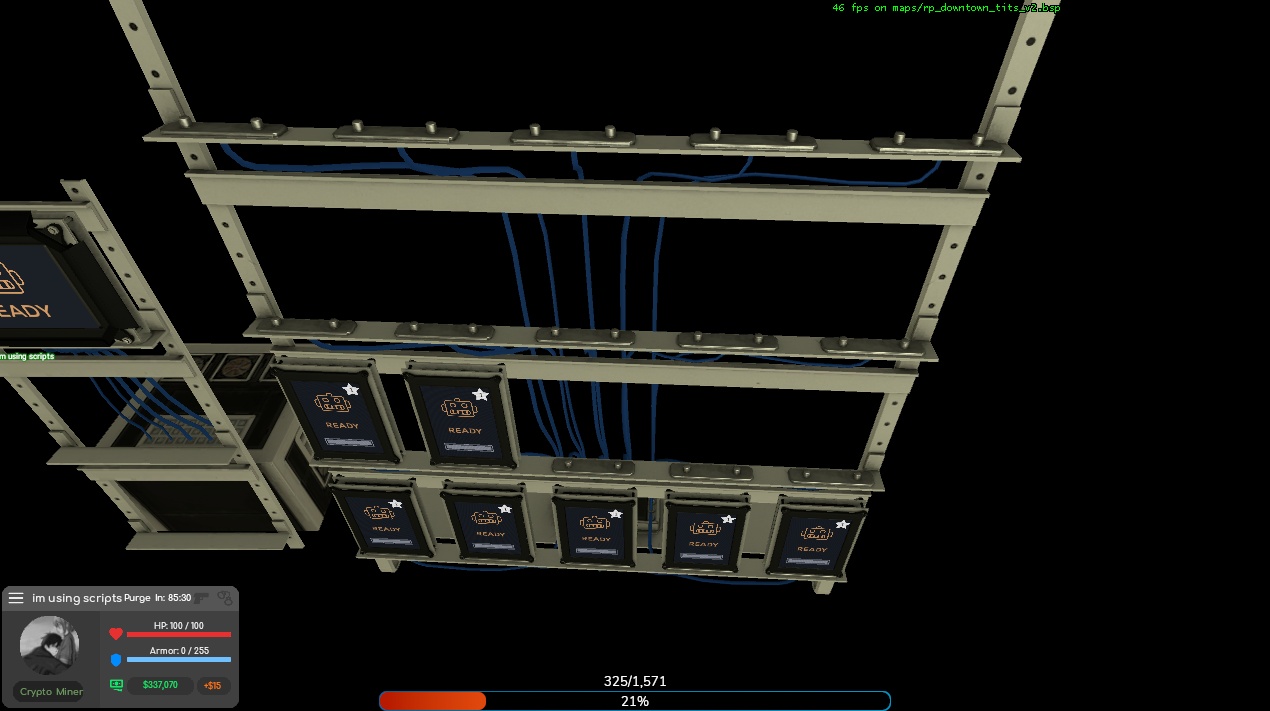 46 fps on maps/rp_downtown_tits_v2.bsp
READY
im using scripts
READY
READY
READY
READY
READY
READY
READY
im using scripts Purge In: 85:30
HP: 100 / 100
Armor: 0 / 255
$337,070 +$15
Crypto Miner
325/1,571
21%